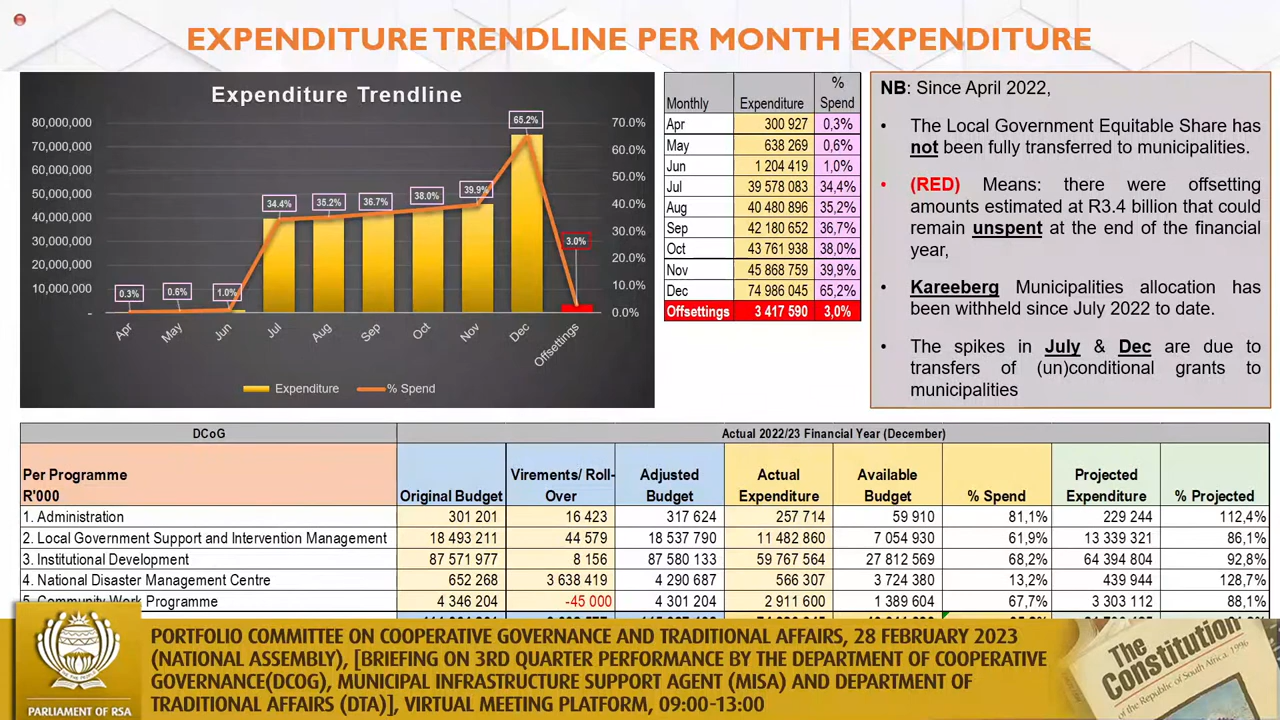 EXPENDITURE TRENDLINE PER MONTH EXPENDITURE
Expenditure Trendline
80,000,000
70,000,000
60,000,000
50,000,000
40,000,000
30,000,000
20,000,000
10,000,000
-
70.0%
60.0%
50.0%
40.0%
30.0%
20.0%
10.0%
0.0%
0.3%
0.6%
1.0%
34.4%
35.2%
36.7%
38.0%
39.9%
65.2%
3.0%
Apr
May
Jun
Jul
Aug
Sep
Oct
Nov
Dec
Offsettings
Expenditure % Spend
Monthly Expenditure % Spend
Apr 300 927 0,3%
May 638 269 0,6%
Jun 1 204 419 1,0%
Jul 39 578 083 34,4%
Aug 40 480 896 35,2%
Sep 42 180 652 36,7%
Oct 43 761 938 38,0%
Nov 45 868 759 39,9%
Dec 74 986 045 65,2%
Offsettings 3 417 590 3,0%
NB: Since April 2022,
• The Local Government Equitable Share has
not been fully transferred to municipalities.
• (RED) Means: there were offsetting
amounts estimated at R3.4 billion that could
remain unspent at the end of the financial
year,
• Kareeberg Municipalities allocation has
been withheld since July 2022 to date.
• The spikes in July & Dec are due to
transfers of (un)conditional grants to
municipalities
DCoG Actual 2022/23 Financial Year (December)
Per Programme
R'000 Original Budget Virements/ Roll-Over Adjusted Budget Actual Expenditure Available Budget % Spend Projected Expenditure % Projected
1. Administration 301 201 16 423 317 624 257 714 59 910 81,1% 229 244 112,4%
2. Local Government Support and Intervention Management 18 493 211 44 579 18 537 790 11 482 860 7 054 930 61,9% 13 339 321 86,1%
3. Institutional Development 87 571 977 8 156 87 580 133 59 767 564 27 812 569 68,2% 64 394 804 92,8%
4. National Disaster Management Centre 652 268 3 638 419 4 290 687 566 307 3 724 380 13,2% 439 944 128,7%
5. Community Work Programme 4 346 204 -45 000 4 301 204 2 911 600 1 389 604 67,7% 3 303 112 88,1%
PORTFOLIO COMMITTEE ON COOPERATIVE GOVERNANCE AND TRADITIONAL AFFAIRS, 28 FEBRUARY 2023
(NATIONAL ASSEMBLY), [BRIEFING ON 3RD QUARTER PERFORMANCE BY THE DEPARTMENT OF COOPERATIVE
GOVERNANCE(DCOG), MUNICIPAL INFRASTRUCTURE SUPPORT AGENT (MISA) AND DEPARTMENT OF
TRADITIONAL AFFAIRS (DTA)], VIRTUAL MEETING PLATFORM, 09:00-13:00
PARLIAMENT OF RSA
The
Constitution
of the Republic of South Africa, 1996